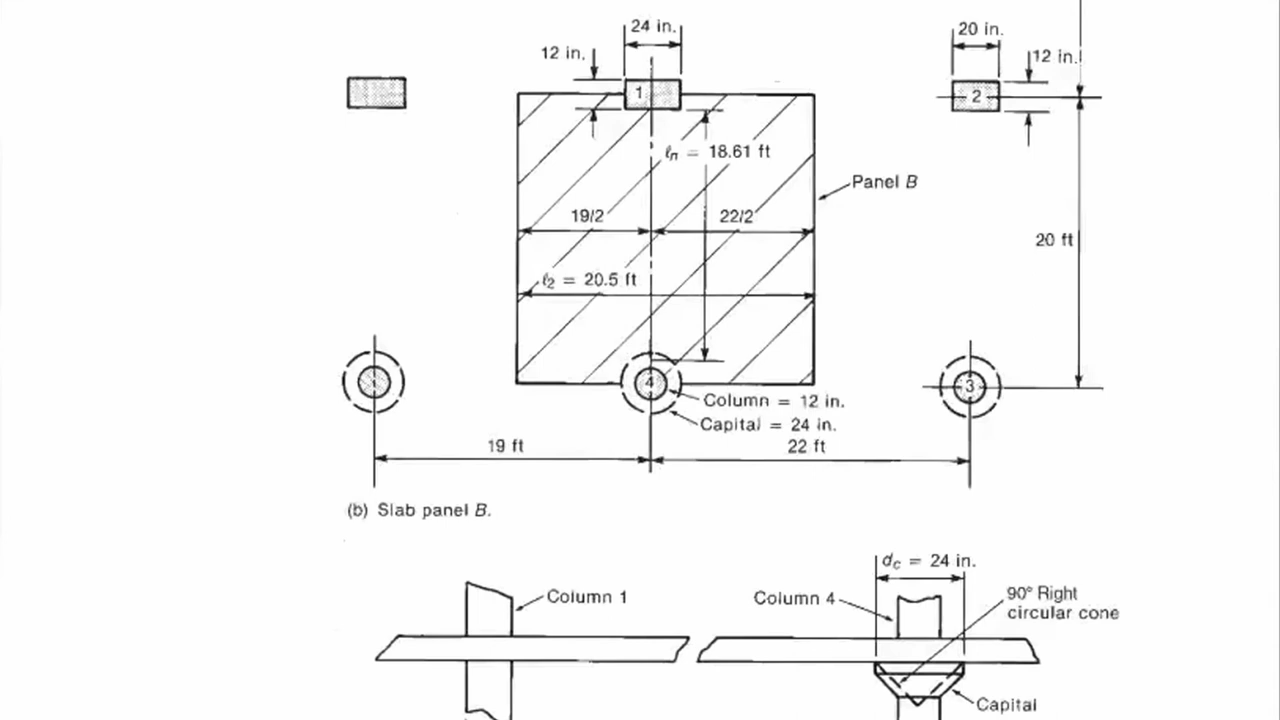 24 in.
20 in.
12 in.
12 in.
1
2
ℓn = 18.61 ft
Panel B
19/2
22/2
20 ft
ℓ2 = 20.5 ft
4
3
Column = 12 in.
Capital = 24 in.
19 ft
22 ft
(b) Slab panel B.
dc = 24 in.
Column 1
Column 4
90° Right
circular cone
Capital